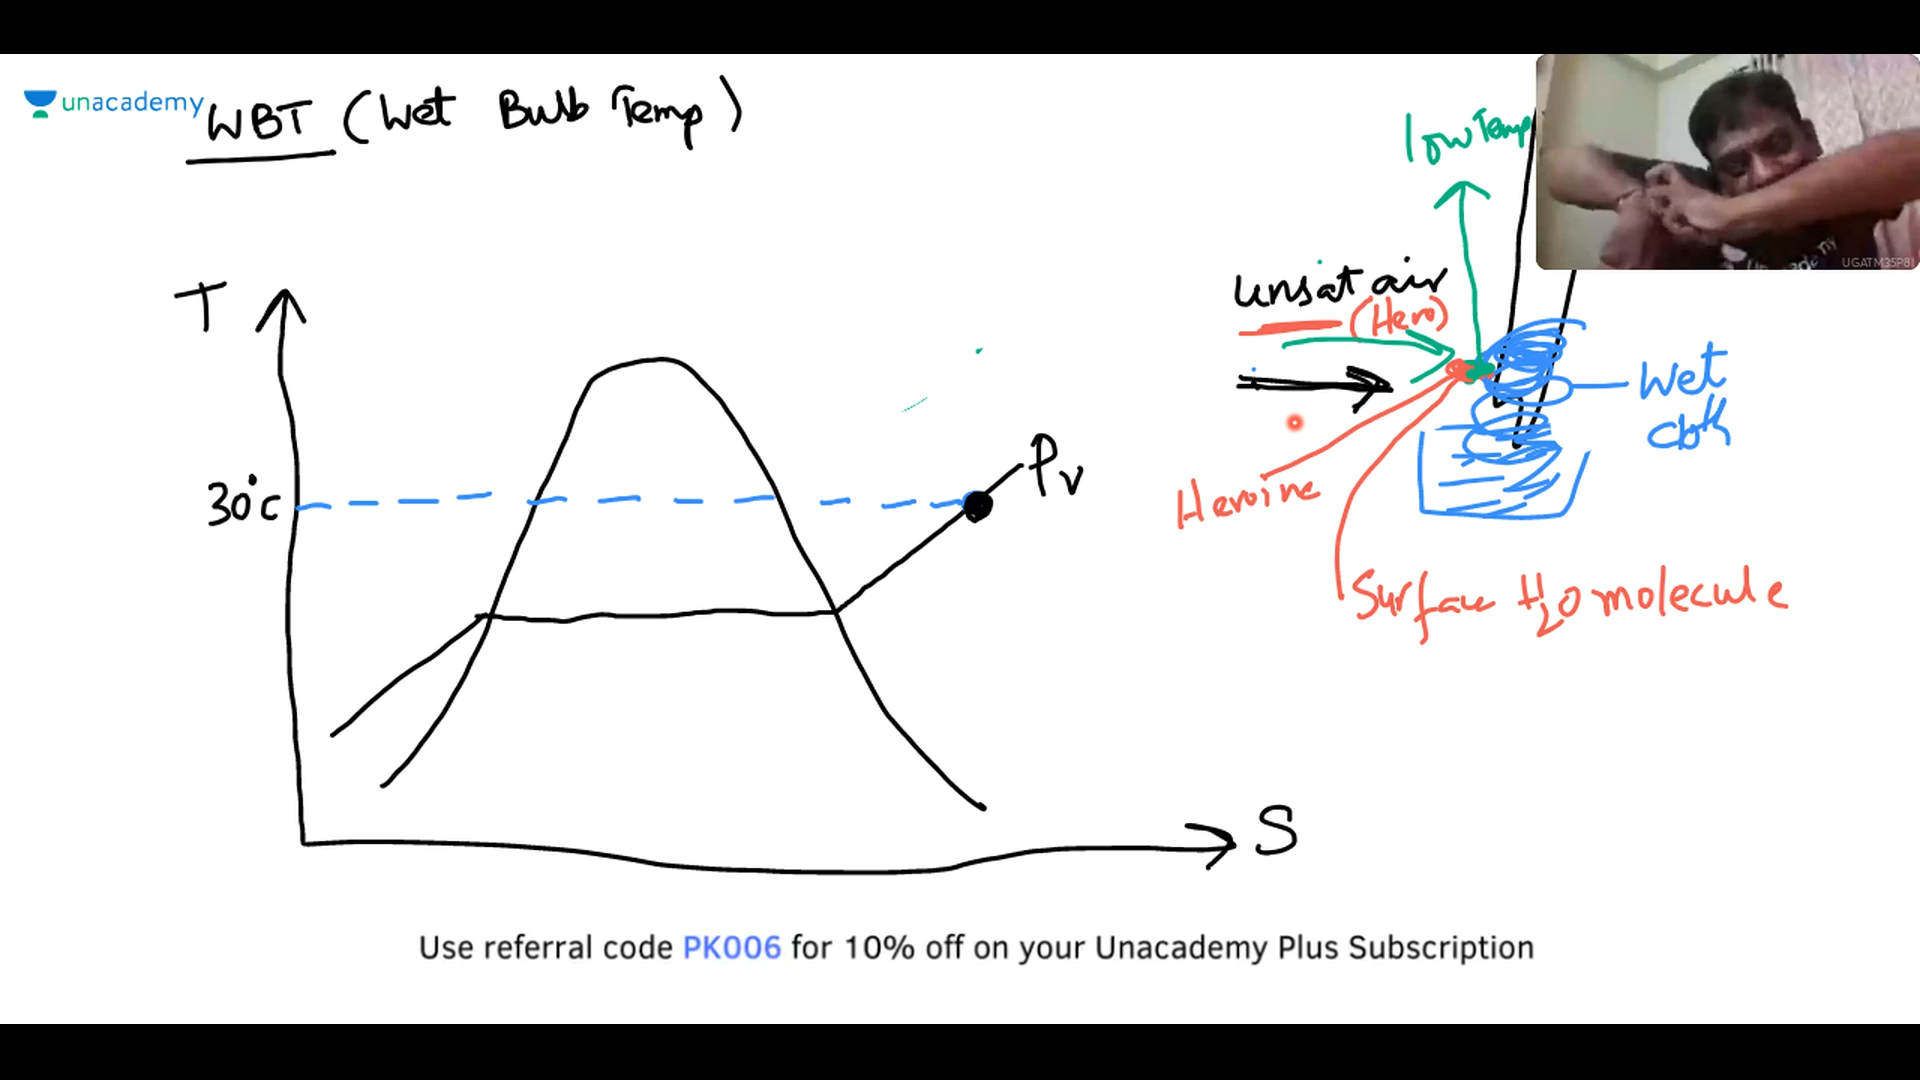 unacademy
WBT (Wet Bulb Temp)
low Temp
unsat air
(Hero)
T
Wet
cloth
Pv
30°c
Heroine
Surface H2O molecule
S
Use referral code PK006 for 10% off on your Unacademy Plus Subscription
UGATM35P8I